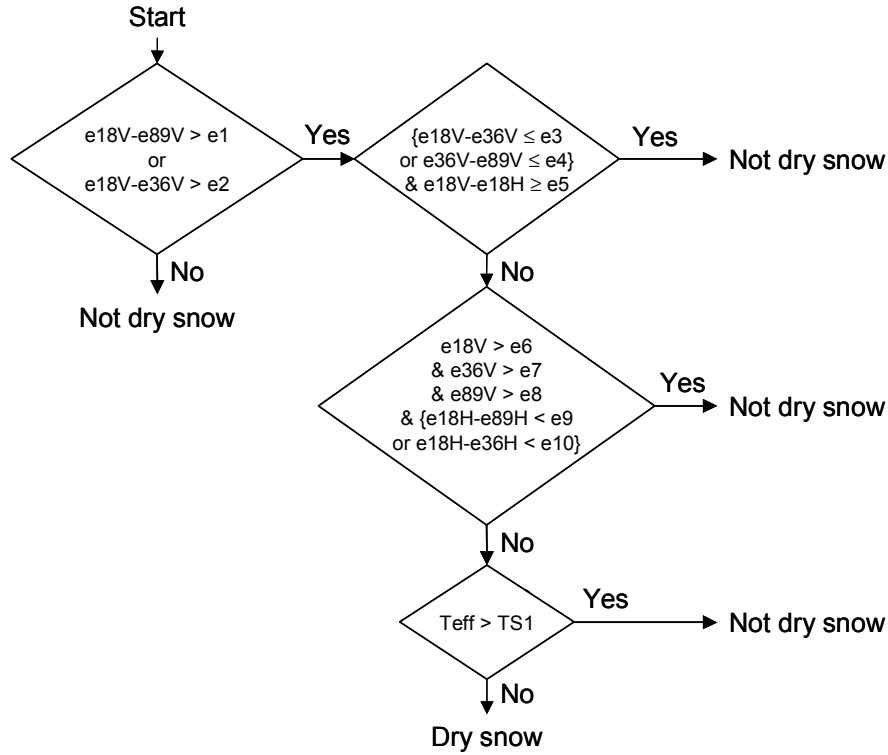 Start
e18V-e89V > e1
or
e18V-e36V > e2
Yes
{e18V-e36V ≤ e3
or e36V-e89V ≤ e4}
& e18V-e18H ≥ e5
Yes
Not dry snow
No
Not dry snow
No
e18V > e6
& e36V > e7
& e89V > e8
& {e18H-e89H < e9
or e18H-e36H < e10}
Yes
Not dry snow
No
Teff > TS1
Yes
Not dry snow
No
Dry snow